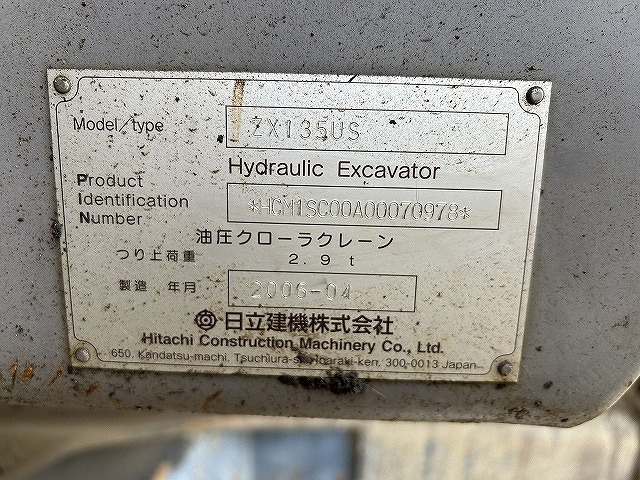 Model/type ZX135US
Hydraulic Excavator
Product
Identification
Number
*HCM1SC00A00070978*
油圧クローラクレーン
つり上荷重 2.9 t
製造 年月 2006-04
日立建機株式会社
Hitachi Construction Machinery Co., Ltd.
650, Kandatsu-machi, Tsuchiura-shi, Ibaraki-ken, 300-0013 Japan